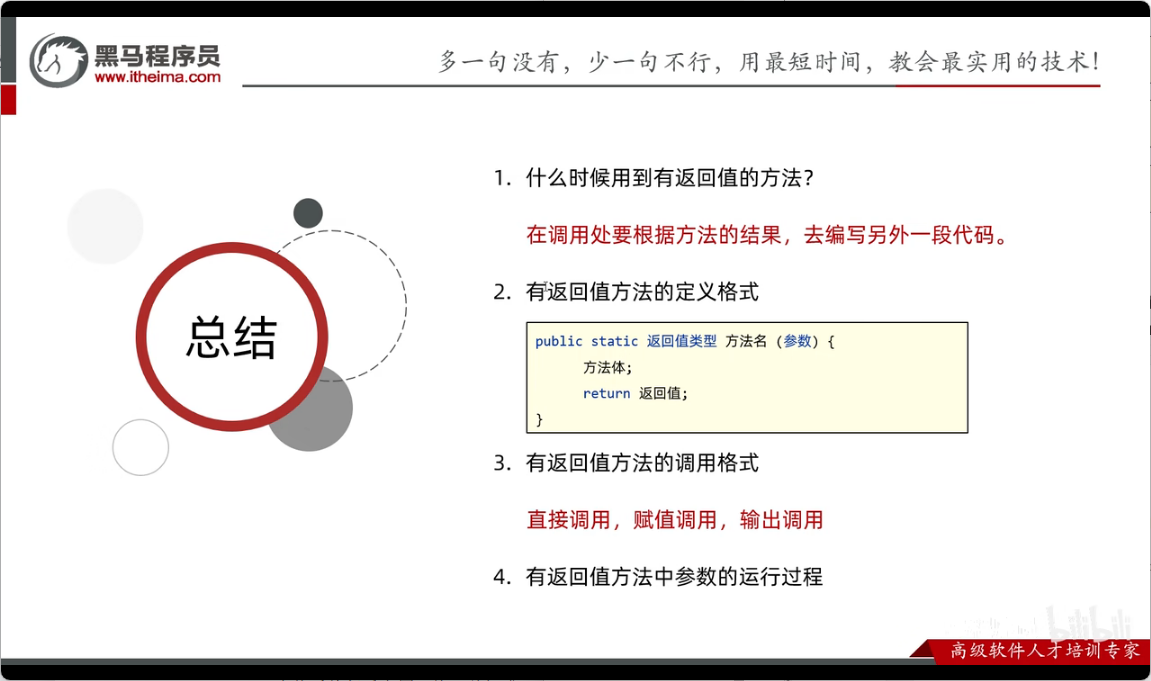 黑马程序员
www.itheima.com
多一句没有，少一句不行，用最短时间，教会最实用的技术！
总结
1. 什么时候用到有返回值的方法？
在调用处要根据方法的结果，去编写另外一段代码。
2. 有返回值方法的定义格式
public static 返回值类型 方法名 (参数) {
方法体;
return 返回值;
}
3. 有返回值方法的调用格式
直接调用，赋值调用，输出调用
4. 有返回值方法中参数的运行过程
bilibili
高级软件人才培训专家